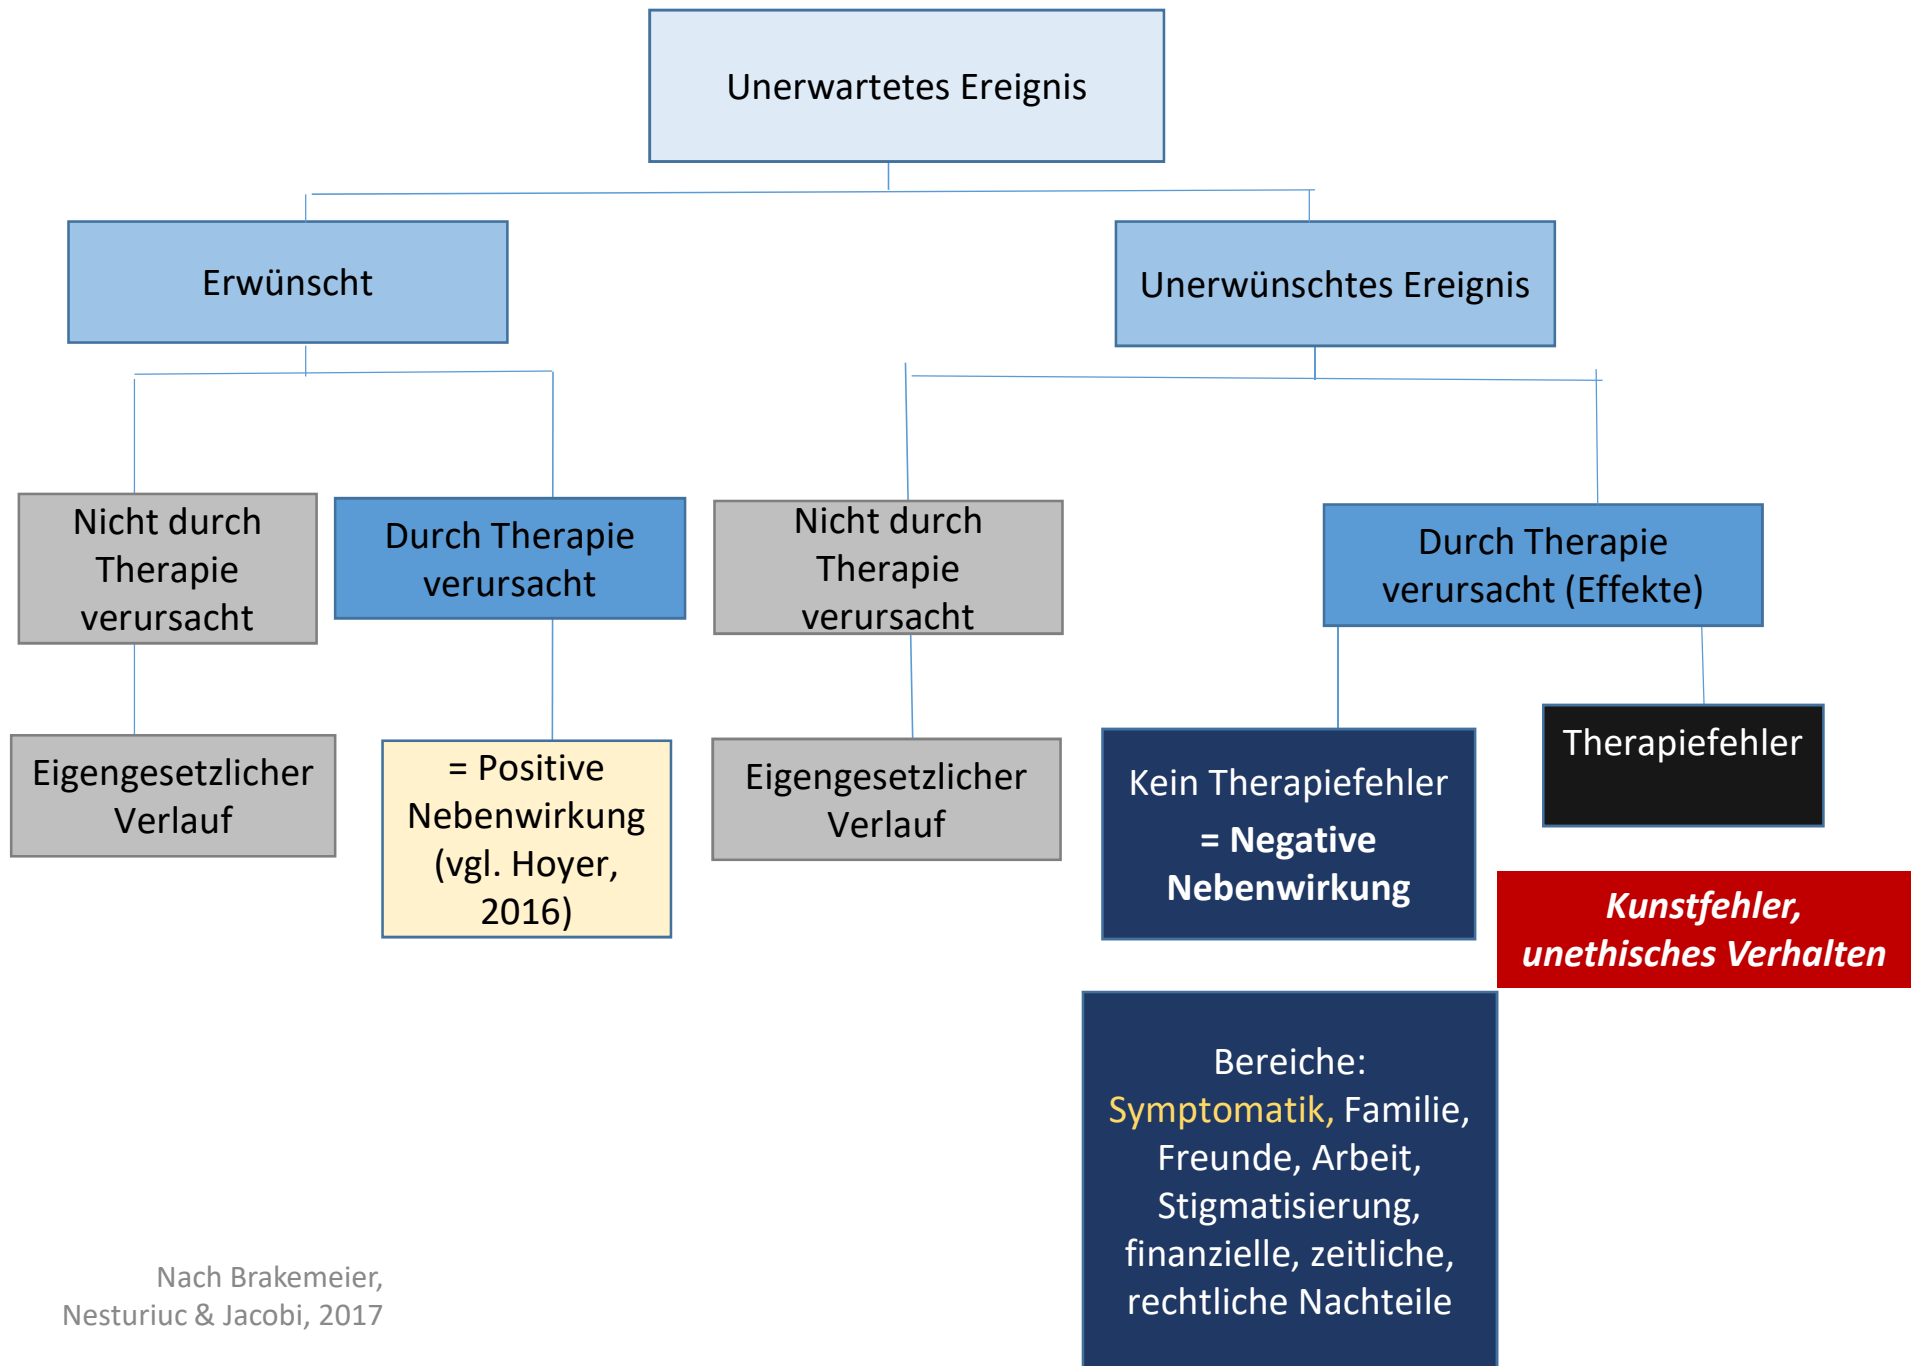 Unerwartetes Ereignis
Erwünscht
Unerwünschtes Ereignis
Nicht durch
Therapie
verursacht
Durch Therapie
verursacht
Nicht durch
Therapie
verursacht
Durch Therapie
verursacht (Effekte)
Eigengesetzlicher
Verlauf
= Positive
Nebenwirkung
(vgl. Hoyer,
2016)
Eigengesetzlicher
Verlauf
Kein Therapiefehler
= Negative
Nebenwirkung
Therapiefehler
Kunstfehler,
unethisches Verhalten
Bereiche:
Symptomatik, Familie,
Freunde, Arbeit,
Stigmatisierung,
finanzielle, zeitliche,
rechtliche Nachteile
Nach Brakemeier,
Nesturiuc & Jacobi, 2017